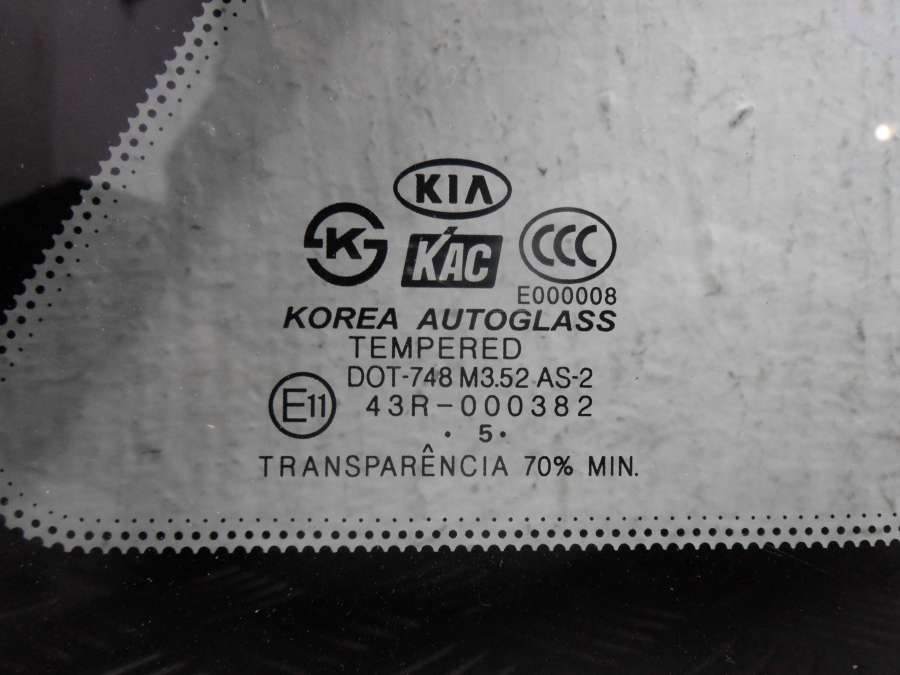 KIA
K KAC CCC
E000008
KOREA AUTOGLASS
TEMPERED
DOT-748 M3.52 AS-2
E11 43R-000382
· 5 ·
TRANSPARÊNCIA 70% MIN.